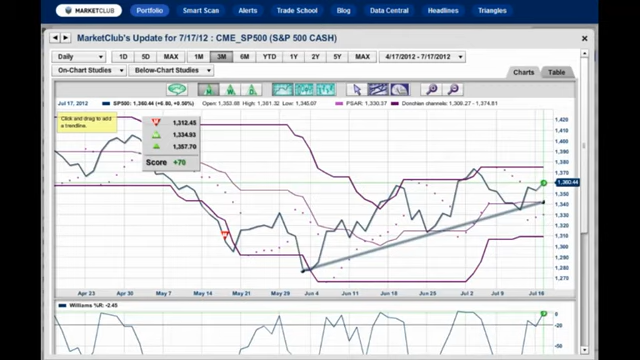 MARKETCLUB Portfolio Smart Scan Alerts Trade School Blog Data Central Headlines Triangles
MarketClub's Update for 7/17/12 : CME_SP500 (S&P 500 CASH)
Daily 1D 5D MAX 1M 3M 6M YTD 1Y 2Y 5Y MAX 4/17/2012 - 7/17/2012
On-Chart Studies Below-Chart Studies
Charts Table
Jul 17, 2012 SP500: 1,360.44 (+6.80, +0.50%) Open: 1,353.68 High: 1,361.32 Low: 1,345.07 PSAR: 1,330.37 Donchian channels: 1,309.27 - 1,374.81
Click and drag to add
a trendline.
1,312.45
1,334.93
1,357.70
Score +70
1,420
1,410
1,400
1,390
1,380
1,370
1,360.44
1,350
1,340
1,330
1,320
1,310
1,300
1,290
1,280
1,270
Apr 23 Apr 30 May 7 May 14 May 21 May 29 Jun 4 Jun 11 Jun 18 Jun 25 Jul 2 Jul 9 Jul 16
Williams %R: -2.45
0
-20